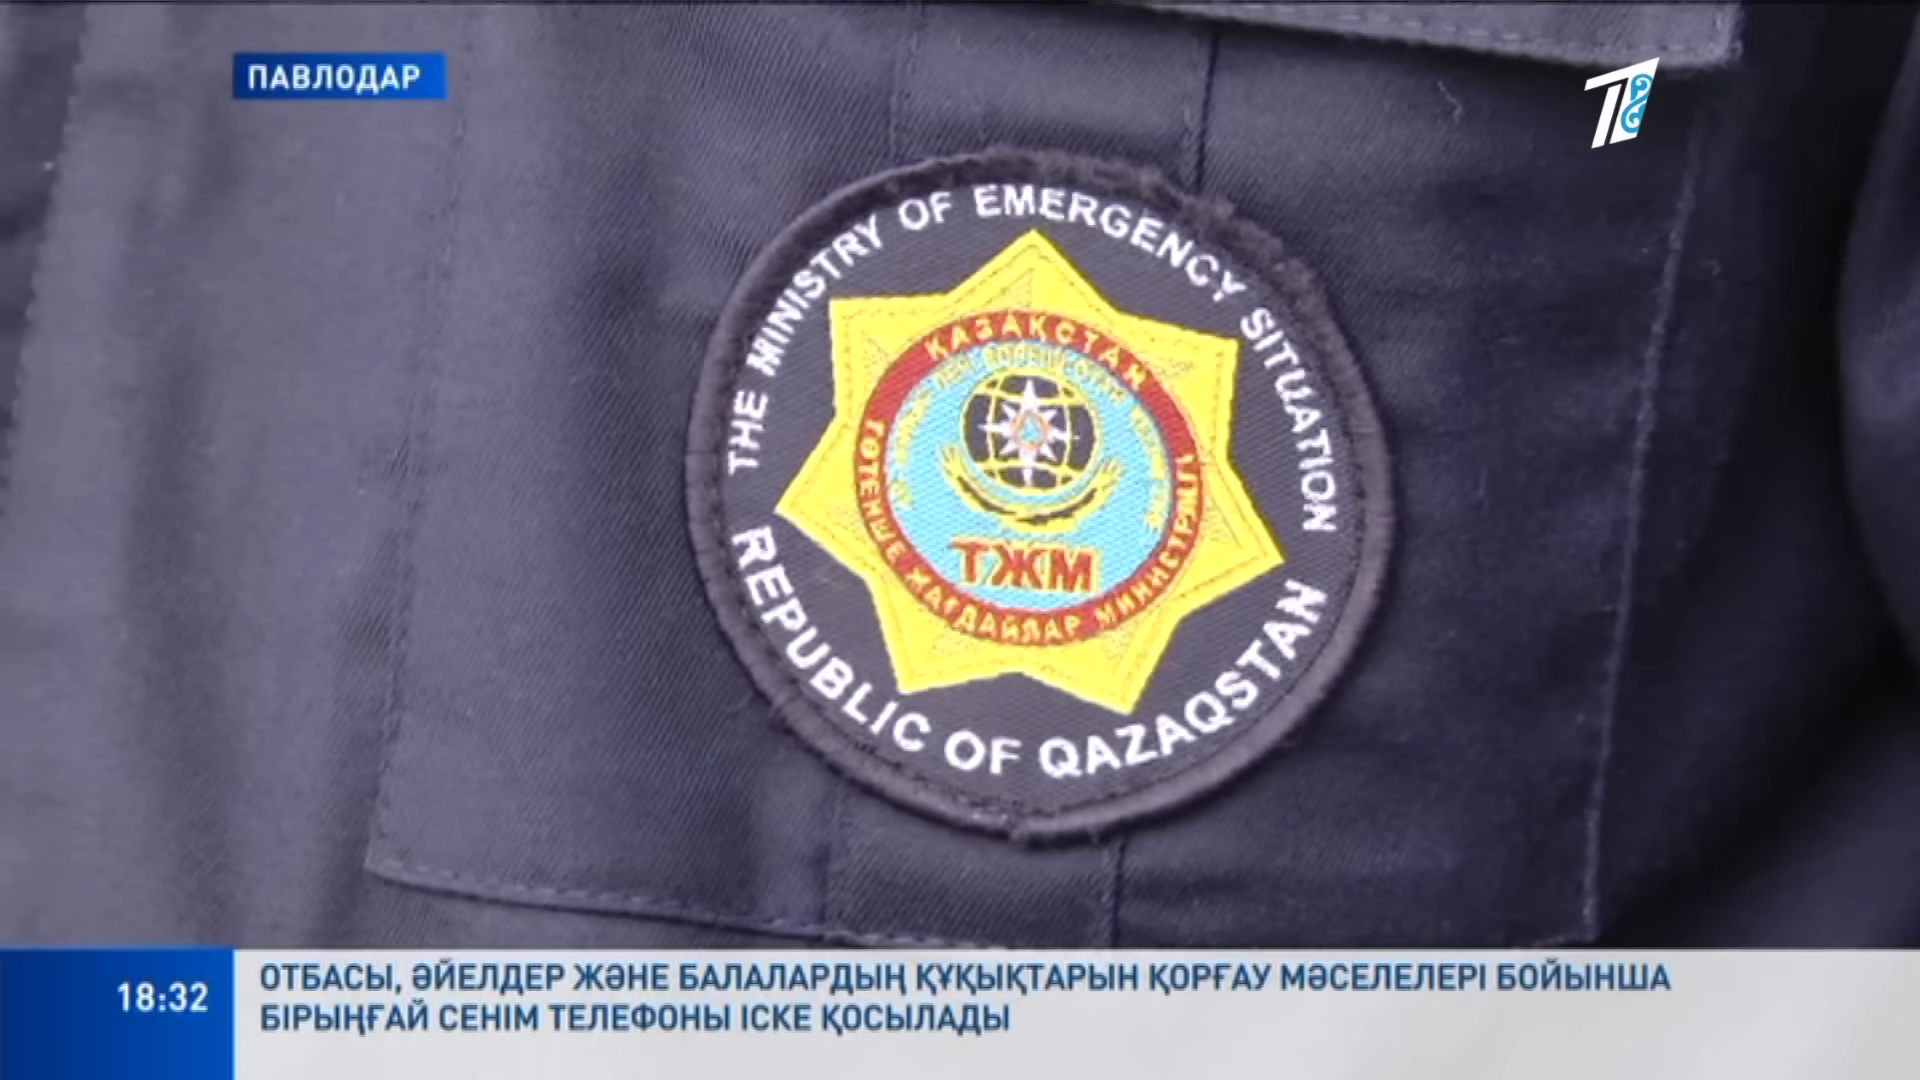 ПАВЛОДАР
THE MINISTRY OF EMERGENCY SITUATION
ҚАЗАҚСТАН
ТӨТЕНШЕ ЖАҒДАЙЛАР МИНИСТРЛІГІ
ТЖМ
REPUBLIC OF QAZAQSTAN
18:32
ОТБАСЫ, ӘЙЕЛДЕР ЖӘНЕ БАЛАЛАРДЫҢ ҚҰҚЫҚТАРЫН ҚОРҒАУ МӘСЕЛЕЛЕРІ БОЙЫНША
БІРЫҢҒАЙ СЕНІМ ТЕЛЕФОНЫ ІСКЕ ҚОСЫЛАДЫ